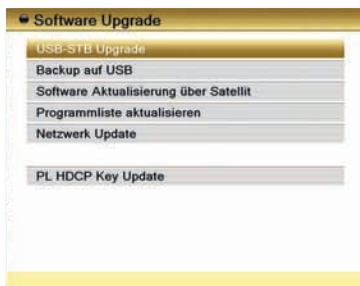 Software Upgrade
USB-STB Upgrade
Backup auf USB
Software Aktualisierung über Satellit
Programmliste aktualisieren
Netzwerk Update
PL HDCP Key Update